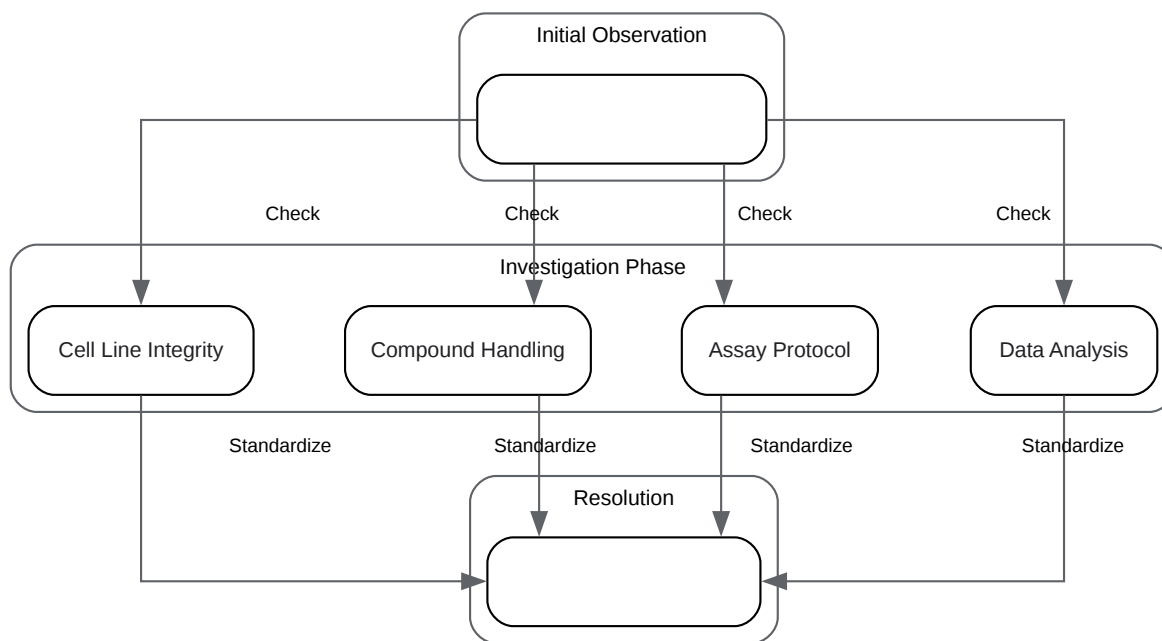 Initial Observation
Check
Check
Check
Check
Investigation Phase
Cell Line Integrity
Compound Handling
Assay Protocol
Data Analysis
Standardize
Standardize
Standardize
Standardize
Resolution